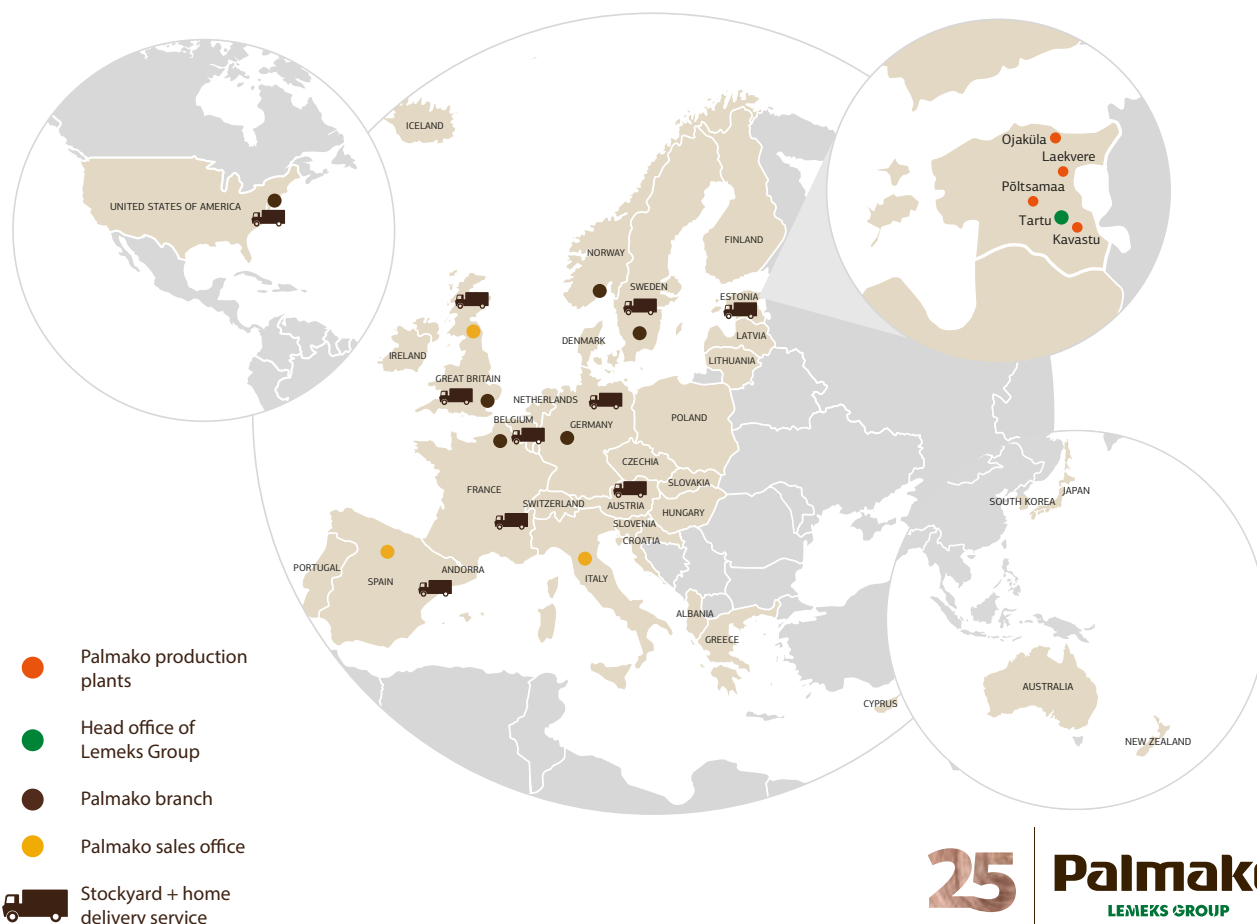 ICELAND
UNITED STATES OF AMERICA
NORWAY
FINLAND
SWEDEN
ESTONIA
DENMARK
LATVIA
LITHUANIA
IRELAND
GREAT BRITAIN
NETHERLANDS
BELGIUM
GERMANY
POLAND
CZECHIA
SLOVAKIA
FRANCE
SWITZERLAND
AUSTRIA
HUNGARY
SLOVENIA
CROATIA
PORTUGAL
SPAIN
ANDORRA
ITALY
ALBANIA
GREECE
CYPRUS
Ojaküla
Laekvere
Põltsamaa
Tartu
Kavastu
SOUTH KOREA
JAPAN
AUSTRALIA
NEW ZEALAND
Palmako production
plants
Head office of
Lemeks Group
Palmako branch
Palmako sales office
Stockyard + home
delivery service
25
Palmako
LEMEKS GROUP